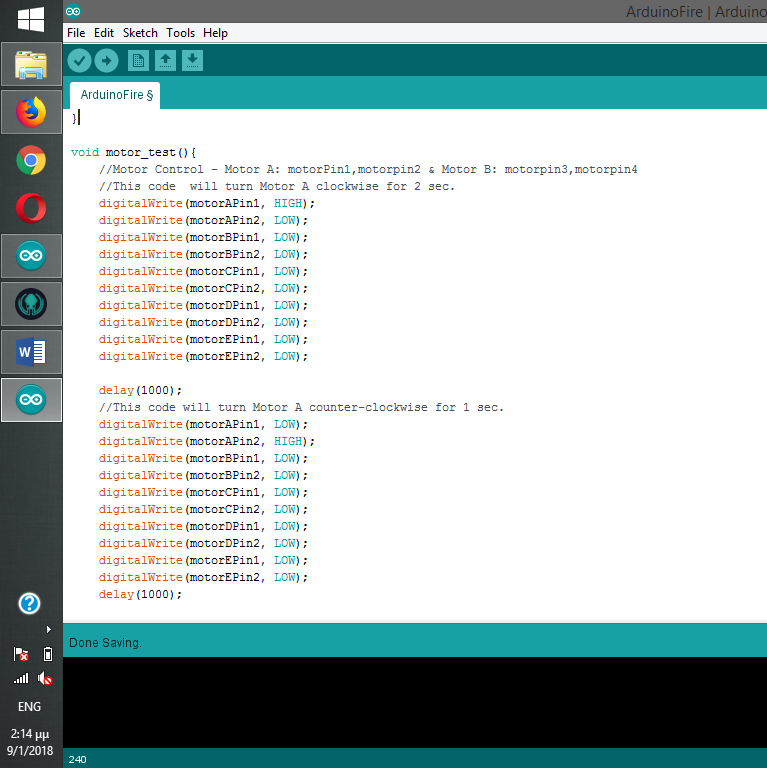 ArduinoFire | Arduino
File Edit Sketch Tools Help
ArduinoFire §
}
void motor_test(){
//Motor Control - Motor A: motorPin1,motorpin2 & Motor B: motorpin3,motorpin4
//This code  will turn Motor A clockwise for 2 sec.
digitalWrite(motorAPin1, HIGH);
digitalWrite(motorAPin2, LOW);
digitalWrite(motorBPin1, LOW);
digitalWrite(motorBPin2, LOW);
digitalWrite(motorCPin1, LOW);
digitalWrite(motorCPin2, LOW);
digitalWrite(motorDPin1, LOW);
digitalWrite(motorDPin2, LOW);
digitalWrite(motorEPin1, LOW);
digitalWrite(motorEPin2, LOW);
delay(1000);
//This code will turn Motor A counter-clockwise for 1 sec.
digitalWrite(motorAPin1, LOW);
digitalWrite(motorAPin2, HIGH);
digitalWrite(motorBPin1, LOW);
digitalWrite(motorBPin2, LOW);
digitalWrite(motorCPin1, LOW);
digitalWrite(motorCPin2, LOW);
digitalWrite(motorDPin1, LOW);
digitalWrite(motorDPin2, LOW);
digitalWrite(motorEPin1, LOW);
digitalWrite(motorEPin2, LOW);
delay(1000);
Done Saving.
240
W
?
ENG
2:14 μμ
9/1/2018